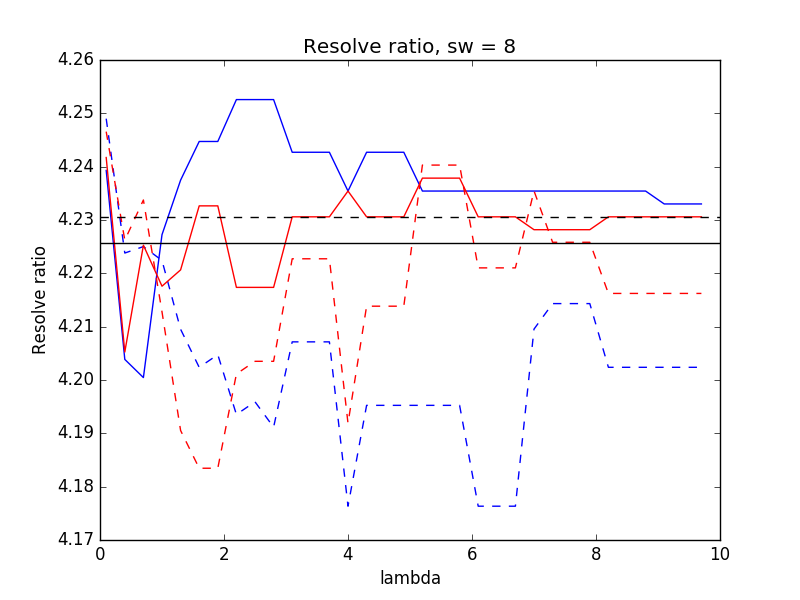 Resolve ratio, sw = 8
4.26
4.25
4.24
4.23
4.22
4.21
4.20
4.19
4.18
4.17
Resolve ratio
0 2 4 6 8 10
lambda